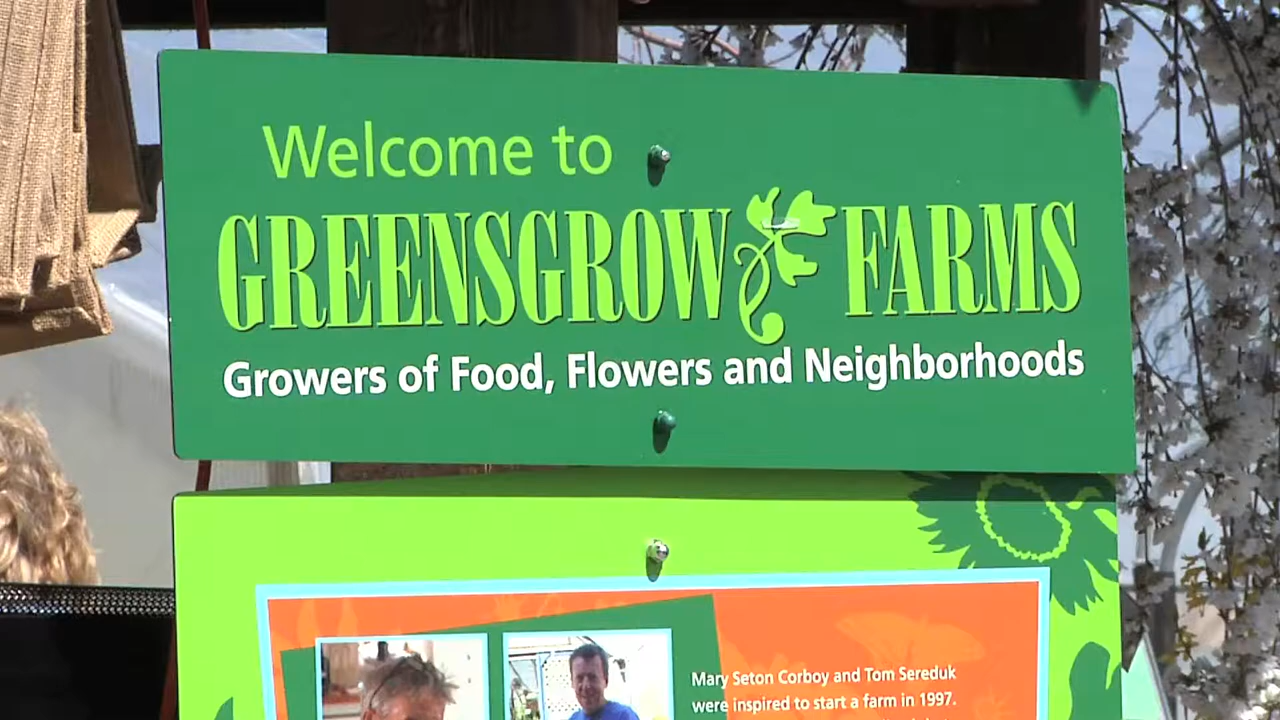 Welcome to
GREENSGROW FARMS
Growers of Food, Flowers and Neighborhoods
Mary Seton Corboy and Tom Sereduk
were inspired to start a farm in 1997.